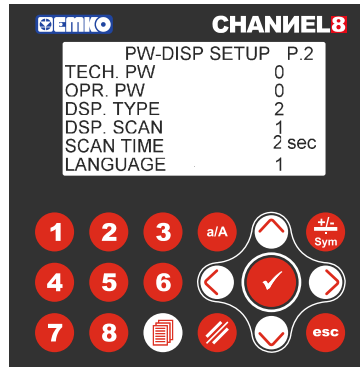 EMKO CHANNEL8
PW-DISP SETUP P.2
TECH. PW 0
OPR. PW 0
DSP. TYPE 2
DSP. SCAN 1
SCAN TIME 2 sec
LANGUAGE 1
1 2 3 a/A +/- Sym
4 5 6
7 8 esc